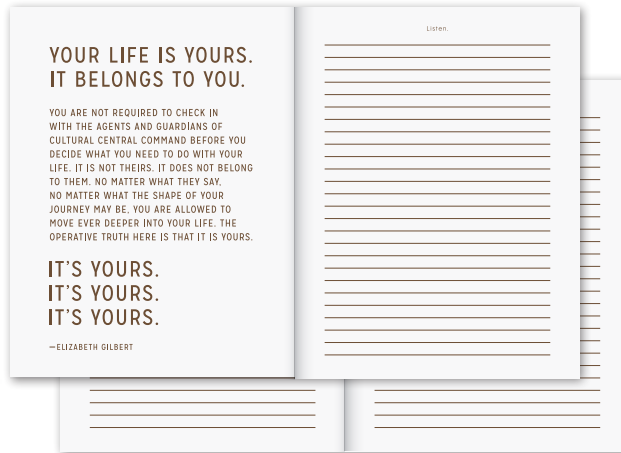 YOUR LIFE IS YOURS.
IT BELONGS TO YOU.
YOU ARE NOT REQUIRED TO CHECK IN
WITH THE AGENTS AND GUARDIANS OF
CULTURAL CENTRAL COMMAND BEFORE YOU
DECIDE WHAT YOU NEED TO DO WITH YOUR
LIFE. IT IS NOT THEIRS. IT DOES NOT BELONG
TO THEM. NO MATTER WHAT THEY SAY,
NO MATTER WHAT THE SHAPE OF YOUR
JOURNEY MAY BE, YOU ARE ALLOWED TO
MOVE EVER DEEPER INTO YOUR LIFE. THE
OPERATIVE TRUTH HERE IS THAT IT IS YOURS.
IT'S YOURS.
IT'S YOURS.
IT'S YOURS.
—ELIZABETH GILBERT
Listen.